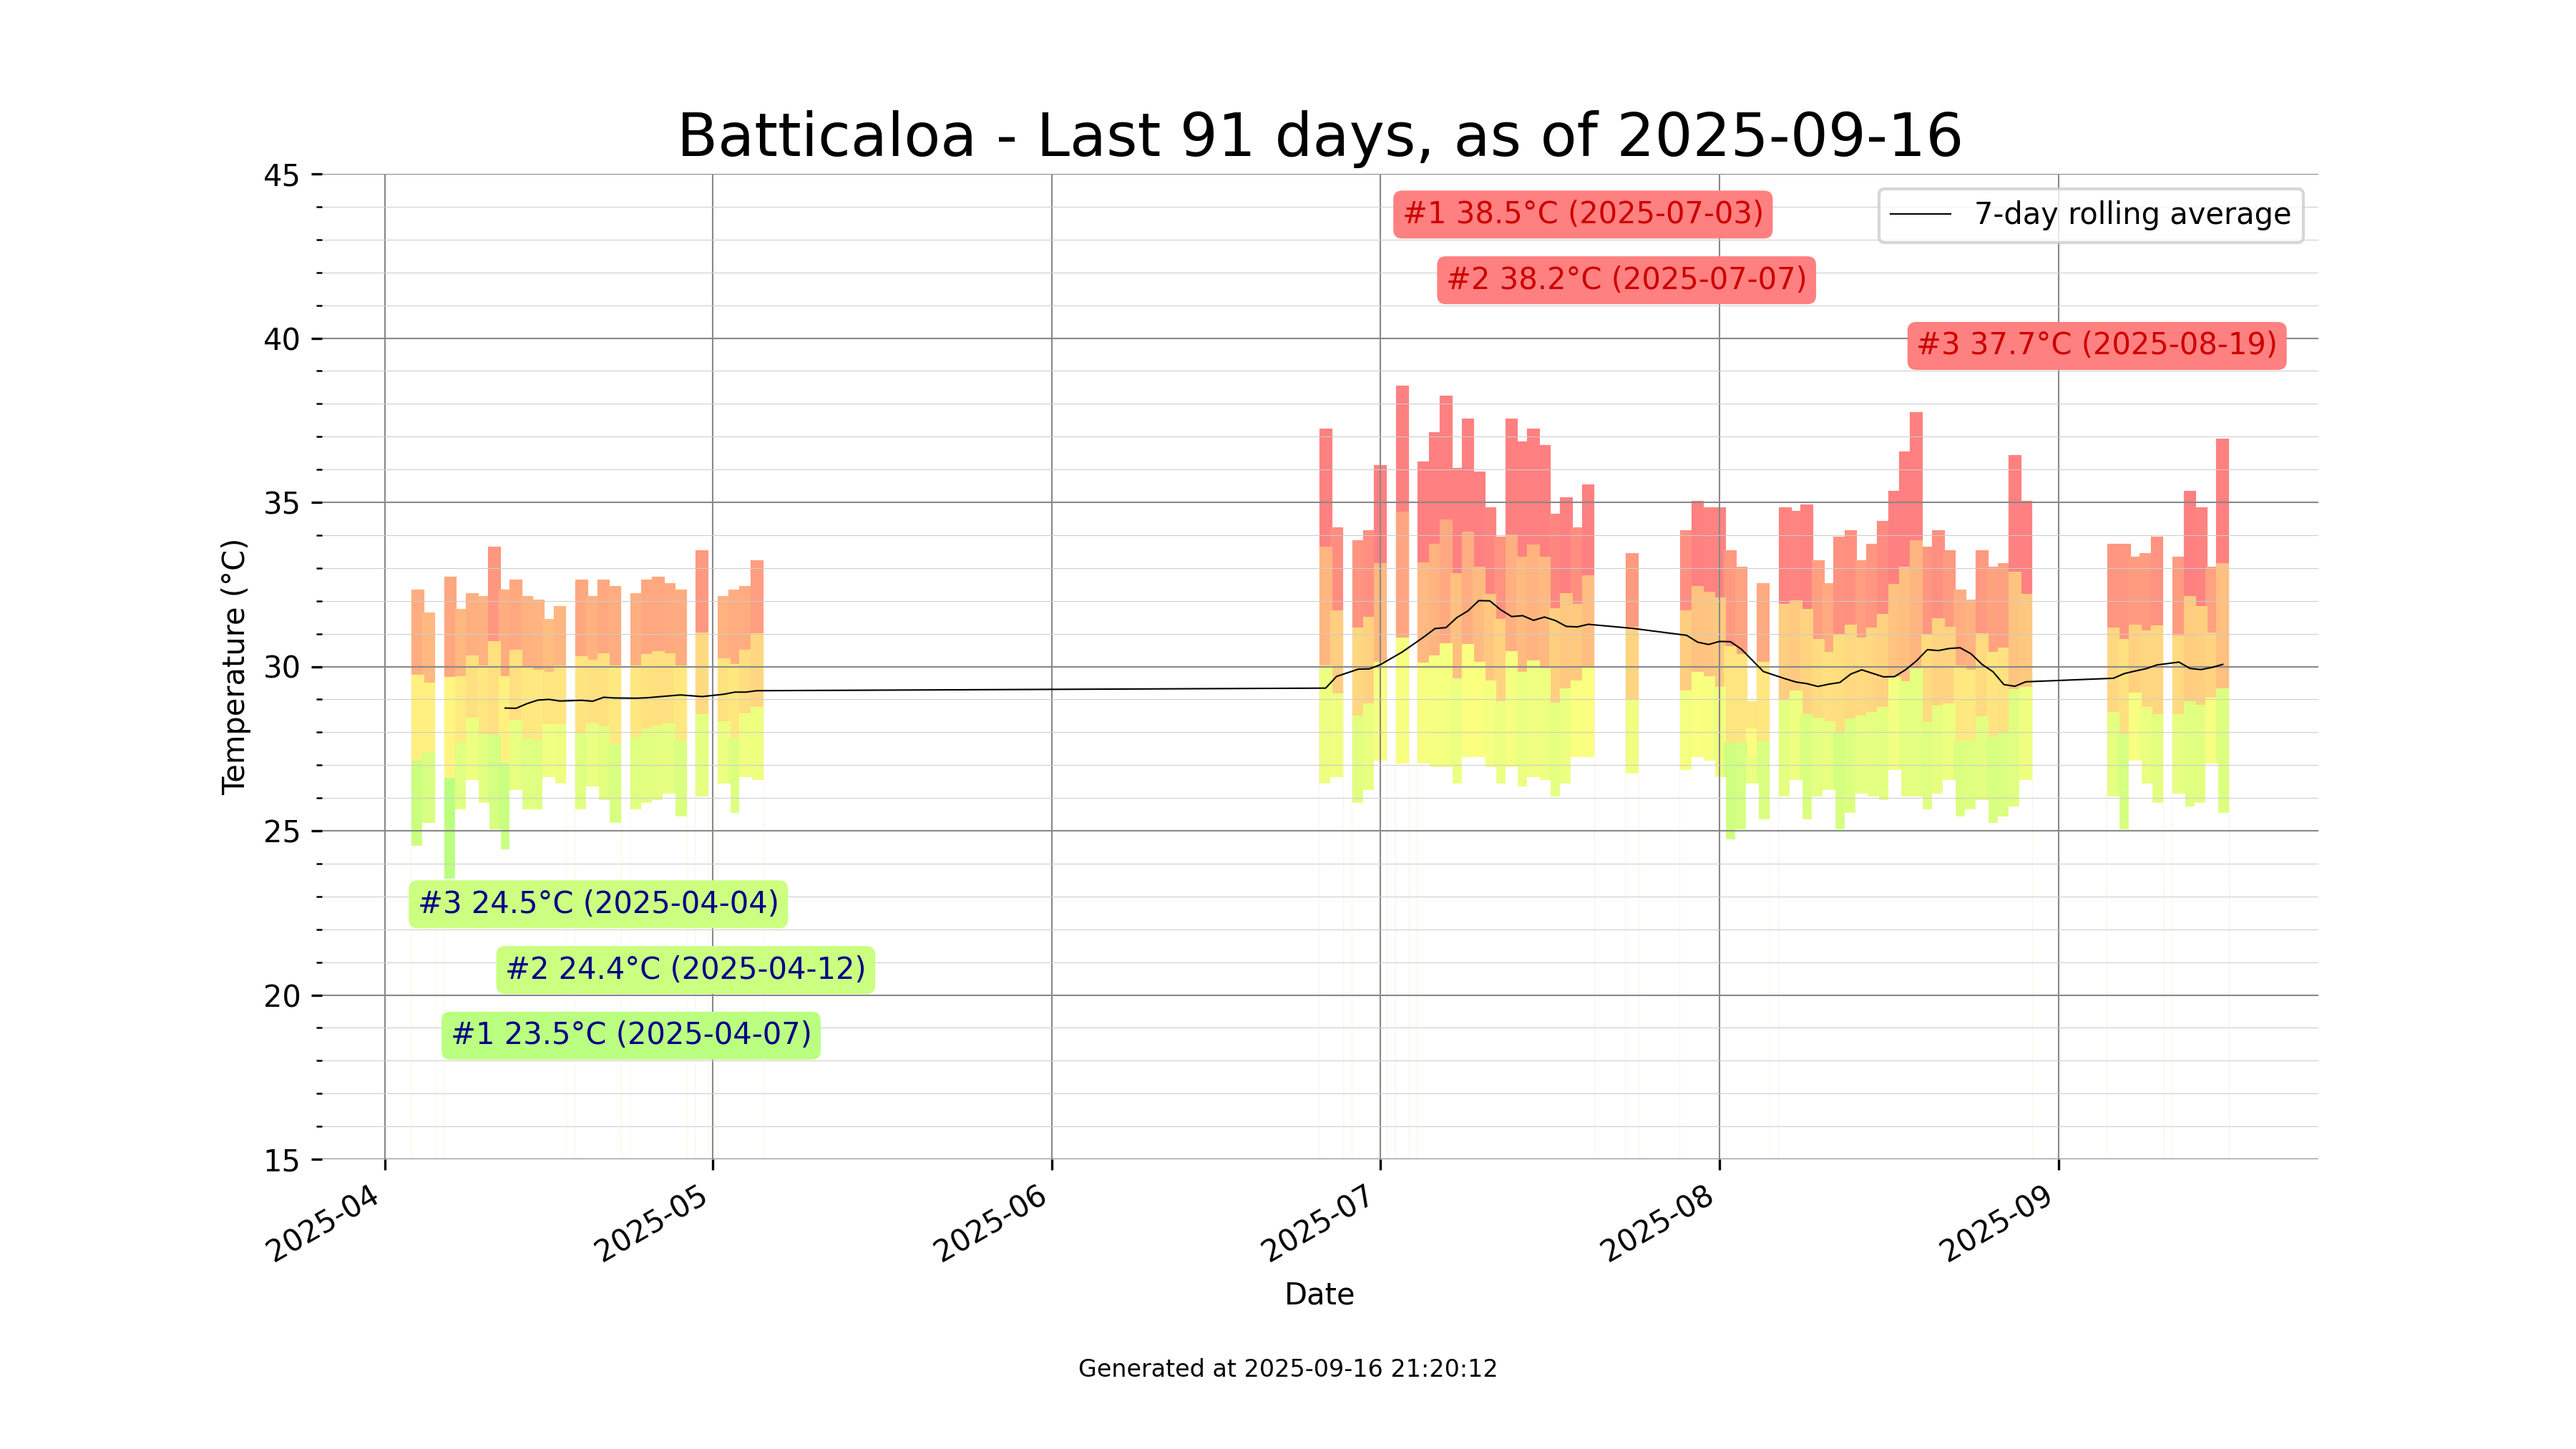 Batticaloa - Last 91 days, as of 2025-09-16
45
40
35
30
25
20
15
Temperature (°C)
7-day rolling average
#1 38.5°C (2025-07-03)
#2 38.2°C (2025-07-07)
#3 37.7°C (2025-08-19)
#3 24.5°C (2025-04-04)
#2 24.4°C (2025-04-12)
#1 23.5°C (2025-04-07)
2025-04
2025-05
2025-06
2025-07
2025-08
2025-09
Date
Generated at 2025-09-16 21:20:12